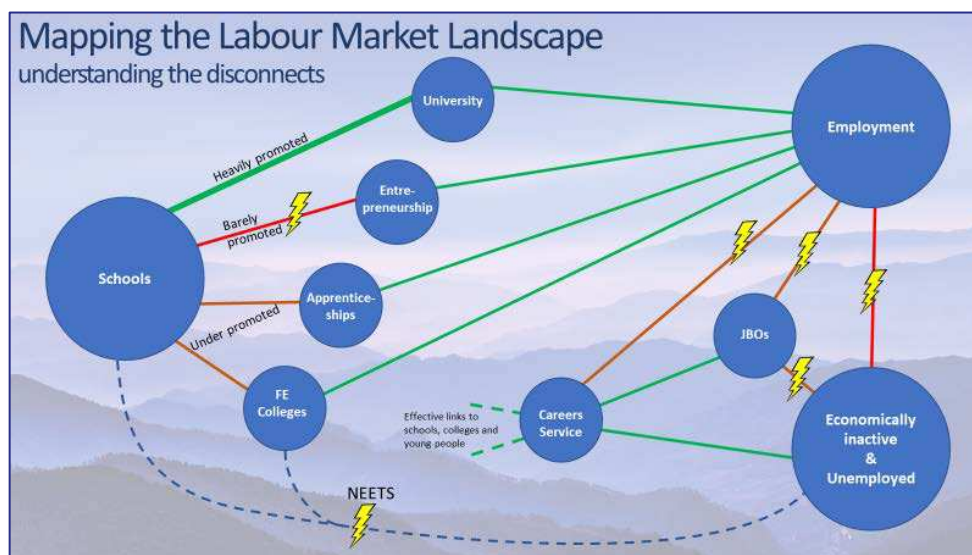 Mapping the Labour Market Landscape
understanding the disconnects
University
Employment
Heavily promoted
Entre-
preneurship
Barely
promoted
Schools
Apprentice-
ships
Under promoted
JBOs
FE
Colleges
Effective links to
schools, colleges and
young people
Careers
Service
Economically
inactive
&
Unemployed
NEETS